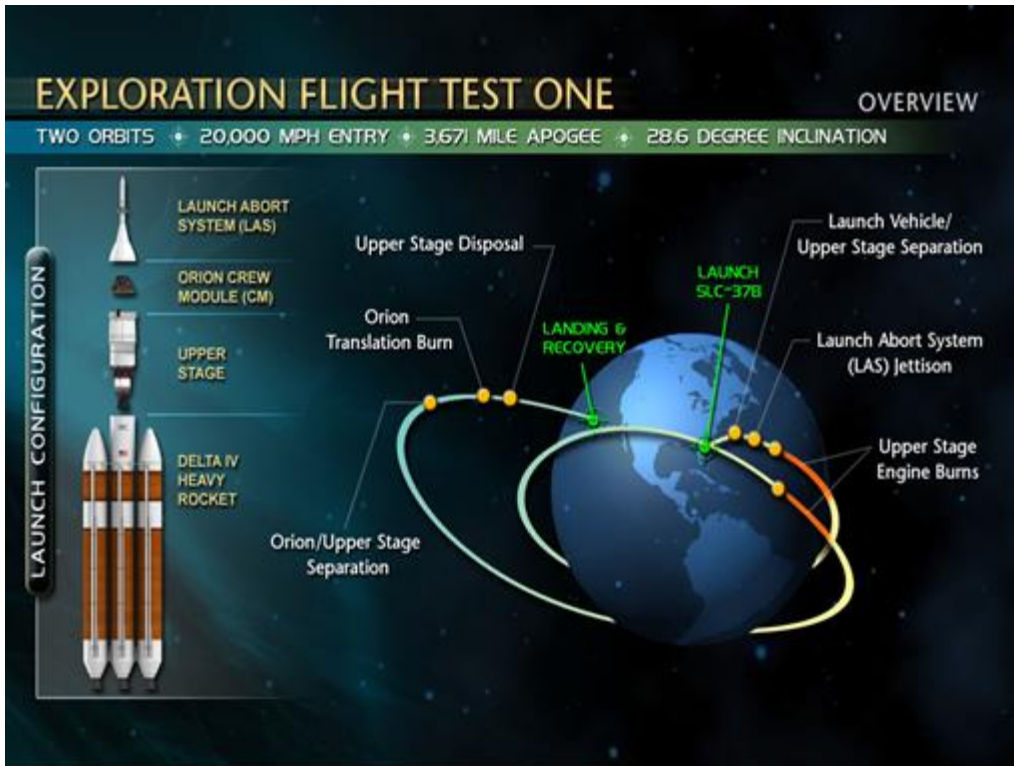 EXPLORATION FLIGHT TEST ONE
OVERVIEW
TWO ORBITS 20,000 MPH ENTRY 3,671 MILE APOGEE 28.6 DEGREE INCLINATION
LAUNCH CONFIGURATION
LAUNCH ABORT
SYSTEM (LAS)
ORION CREW
MODULE (CM)
UPPER
STAGE
DELTA IV
HEAVY
ROCKET
Upper Stage Disposal
Orion
Translation Burn
LANDING &
RECOVERY
LAUNCH
SLC-37B
Launch Vehicle/
Upper Stage Separation
Launch Abort System
(LAS) Jettison
Upper Stage
Engine Burns
Orion/Upper Stage
Separation